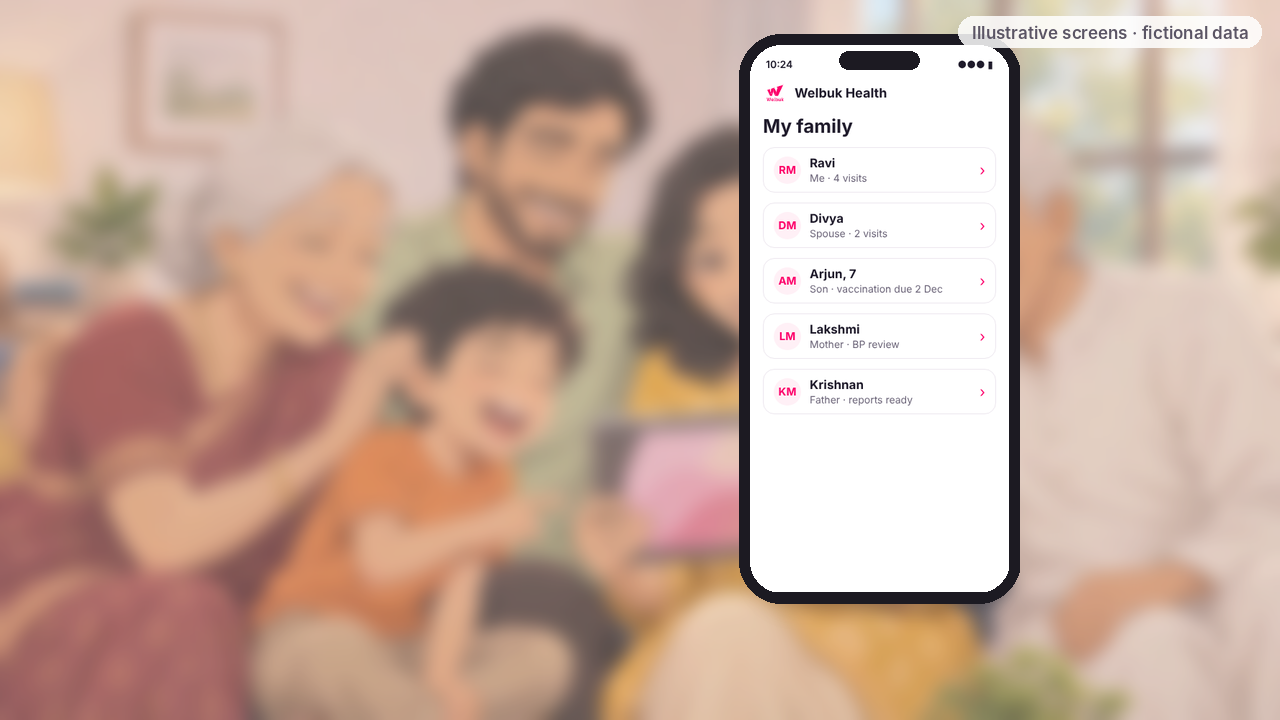 Illustrative screens · fictional data
10:24
Welbuk
Welbuk Health
My family
RM
Ravi
Me · 4 visits
›
DM
Divya
Spouse · 2 visits
›
AM
Arjun, 7
Son · vaccination due 2 Dec
›
LM
Lakshmi
Mother · BP review
›
KM
Krishnan
Father · reports ready
›